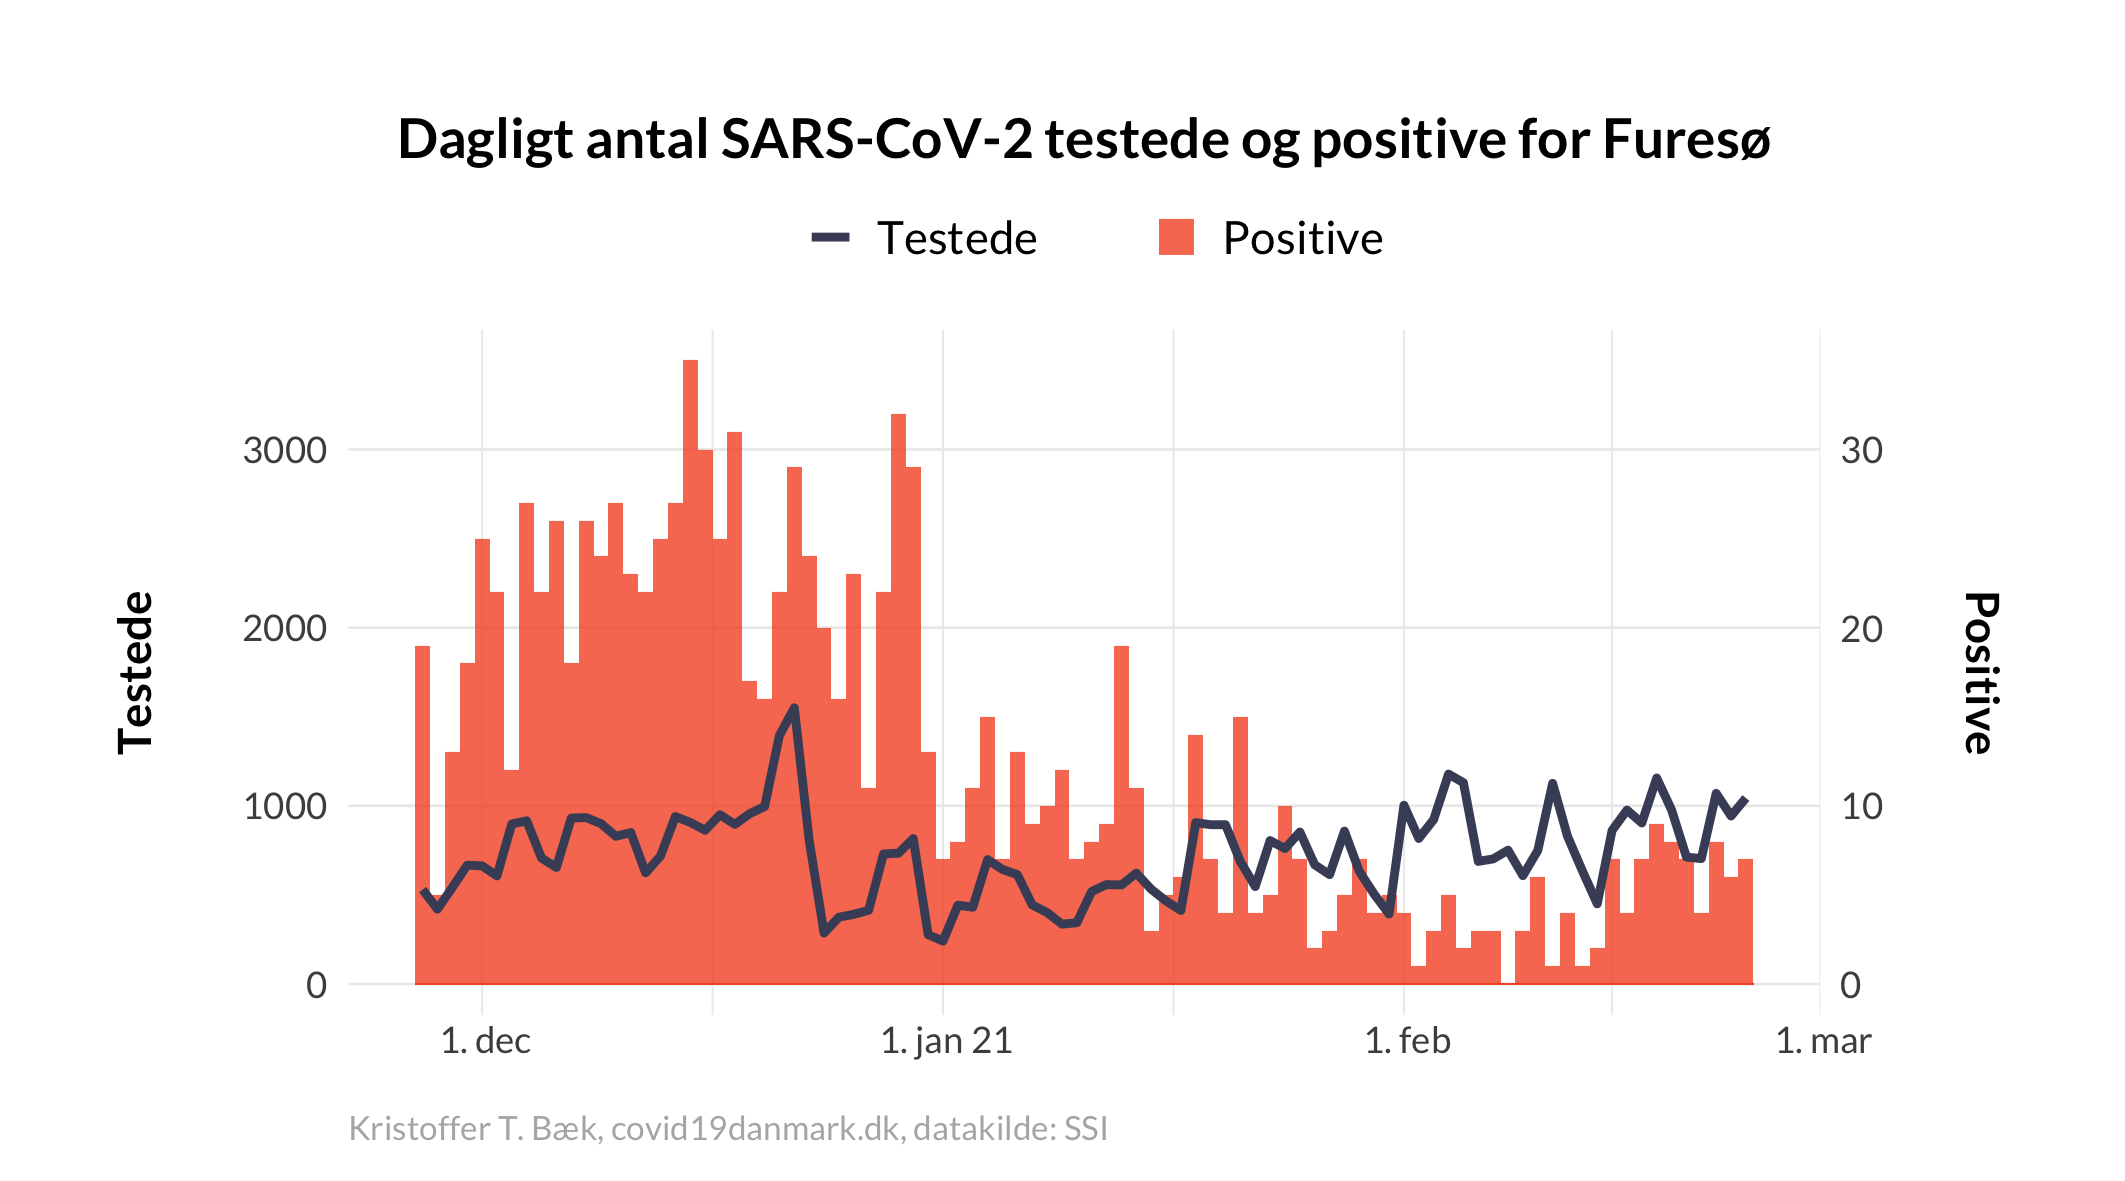 Dagligt antal SARS-CoV-2 testede og positive for Furesø
Testede Positive
3000 30
2000 20
1000 10
0 0
Testede
Positive
1. dec 1. jan 21 1. feb 1. mar
Kristoffer T. Bæk, covid19danmark.dk, datakilde: SSI